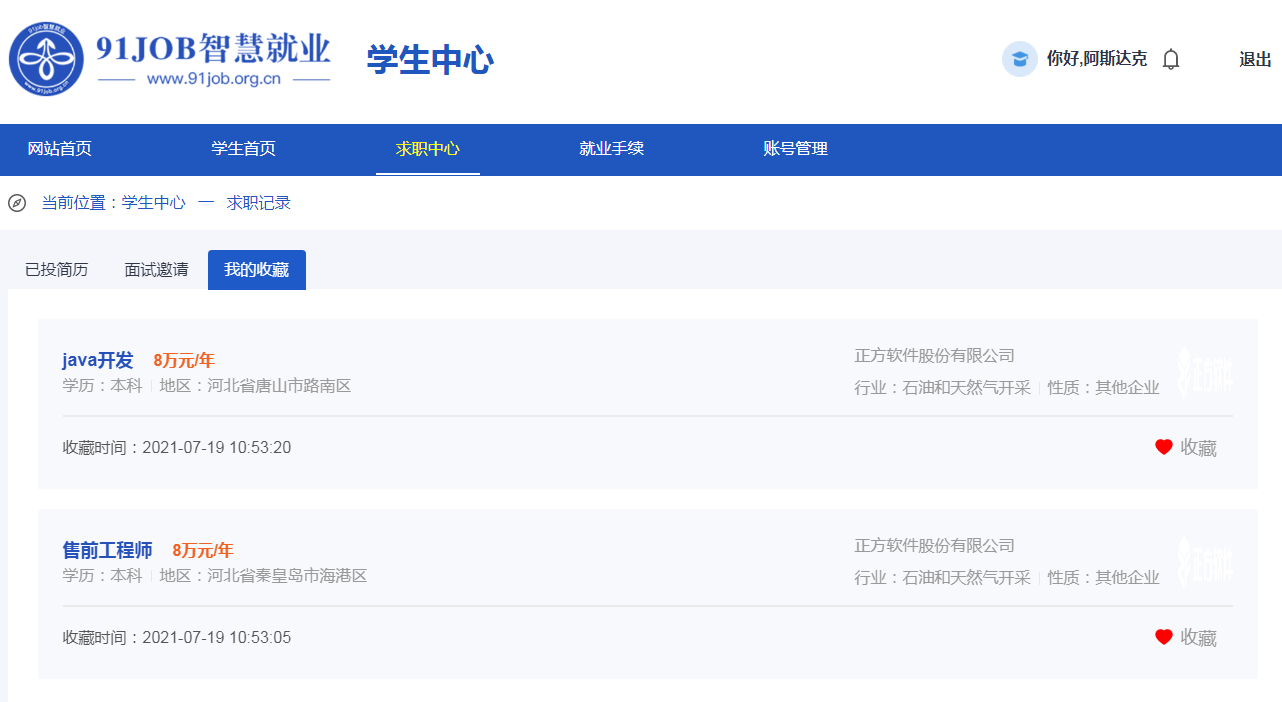 91JOB智慧就业
www.91job.org.cn
学生中心
你好,阿斯达克
退出
网站首页 学生首页 求职中心 就业手续 账号管理
当前位置：学生中心 — 求职记录
已投简历 面试邀请 我的收藏
java开发 8万元/年
学历：本科 地区：河北省唐山市路南区
正方软件股份有限公司
行业：石油和天然气开采 性质：其他企业
正方软件
收藏时间：2021-07-19 10:53:20
收藏
售前工程师 8万元/年
学历：本科 地区：河北省秦皇岛市海港区
正方软件股份有限公司
行业：石油和天然气开采 性质：其他企业
正方软件
收藏时间：2021-07-19 10:53:05
收藏